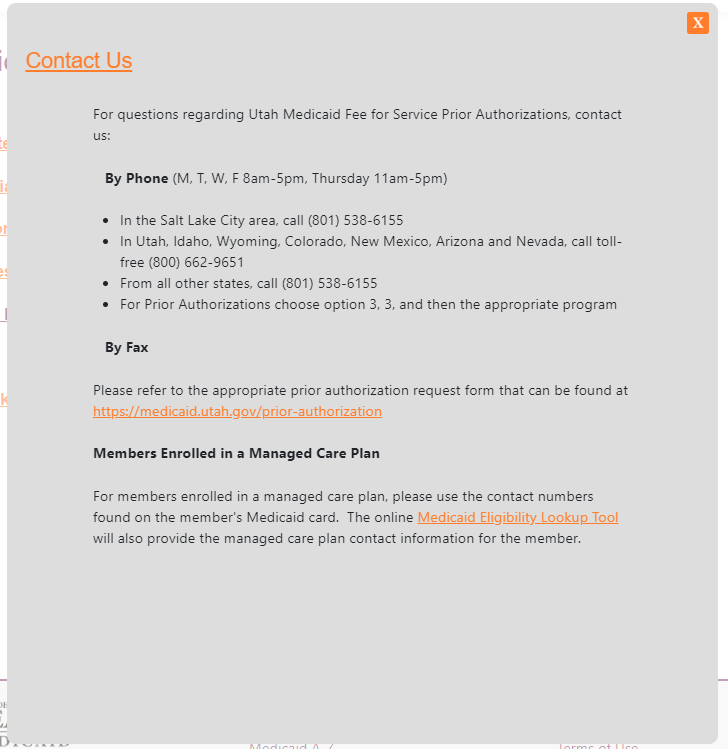 X
Contact Us
For questions regarding Utah Medicaid Fee for Service Prior Authorizations, contact
us:
By Phone (M, T, W, F 8am-5pm, Thursday 11am-5pm)
• In the Salt Lake City area, call (801) 538-6155
• In Utah, Idaho, Wyoming, Colorado, New Mexico, Arizona and Nevada, call toll-
free (800) 662-9651
• From all other states, call (801) 538-6155
• For Prior Authorizations choose option 3, 3, and then the appropriate program
By Fax
Please refer to the appropriate prior authorization request form that can be found at
https://medicaid.utah.gov/prior-authorization
Members Enrolled in a Managed Care Plan
For members enrolled in a managed care plan, please use the contact numbers
found on the member's Medicaid card.  The online Medicaid Eligibility Lookup Tool
will also provide the managed care plan contact information for the member.